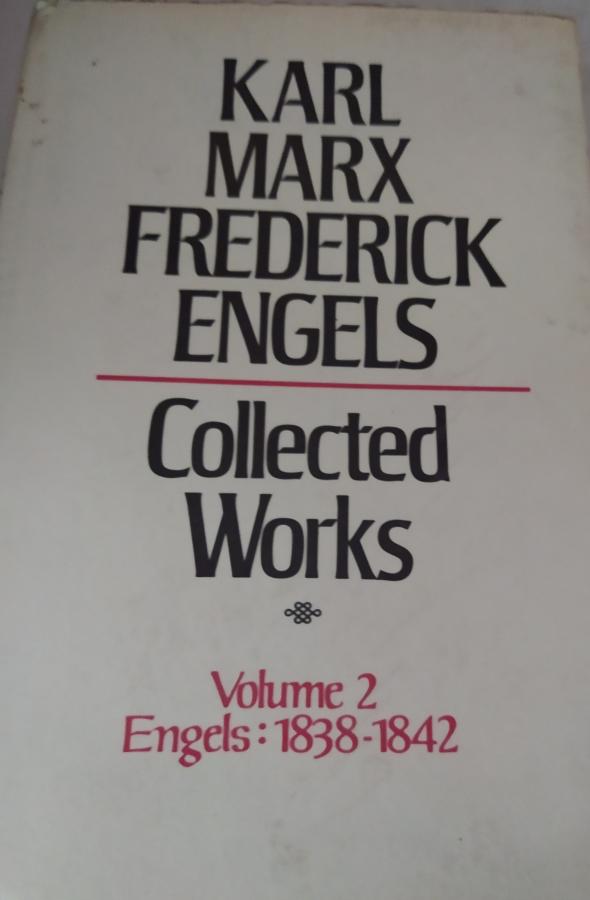 KARL
MARX
FREDERICK
ENGELS
Collected
Works
Volume 2
Engels: 1838-1842